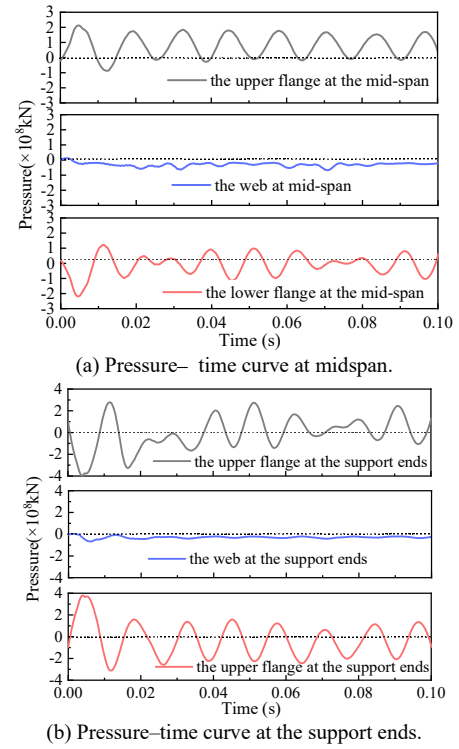 3
2
1
0
-1
-2
-3
the upper flange at the mid-span
3
2
1
0
-1
-2
-3
the web at mid-span
3
2
1
0
-1
-2
-3
the lower flange at the mid-span
Pressure(×10⁸kN)
0.00 0.02 0.04 0.06 0.08 0.10
Time (s)
(a) Pressure– time curve at midspan.
4
2
0
-2
-4
the upper flange at the support ends
4
2
0
-2
-4
the web at the support ends
4
2
0
-2
-4
the upper flange at the support ends
Pressure(×10⁸kN)
0.00 0.02 0.04 0.06 0.08 0.10
Time (s)
(b) Pressure–time curve at the support ends.